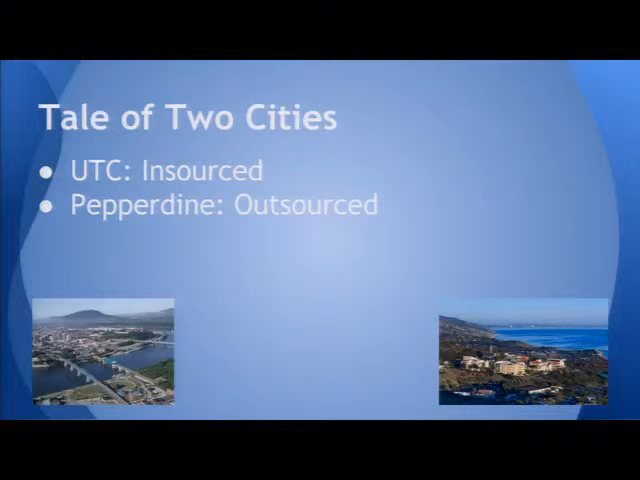 Tale of Two Cities
● UTC: Insourced
● Pepperdine: Outsourced